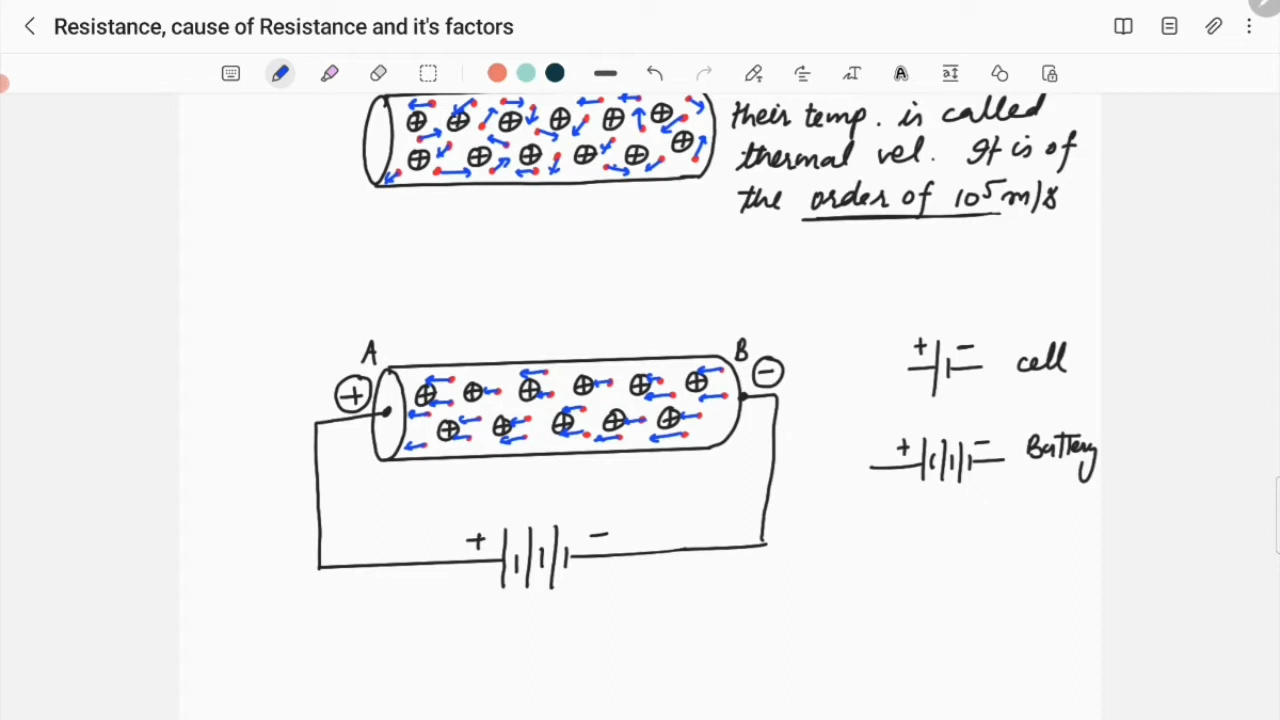 Resistance, cause of Resistance and it's factors
their temp. is called
thermal vel. It is of
the order of 10⁵ m/s
A
B
+
−
+ −
cell
+ −
Battery
+ −